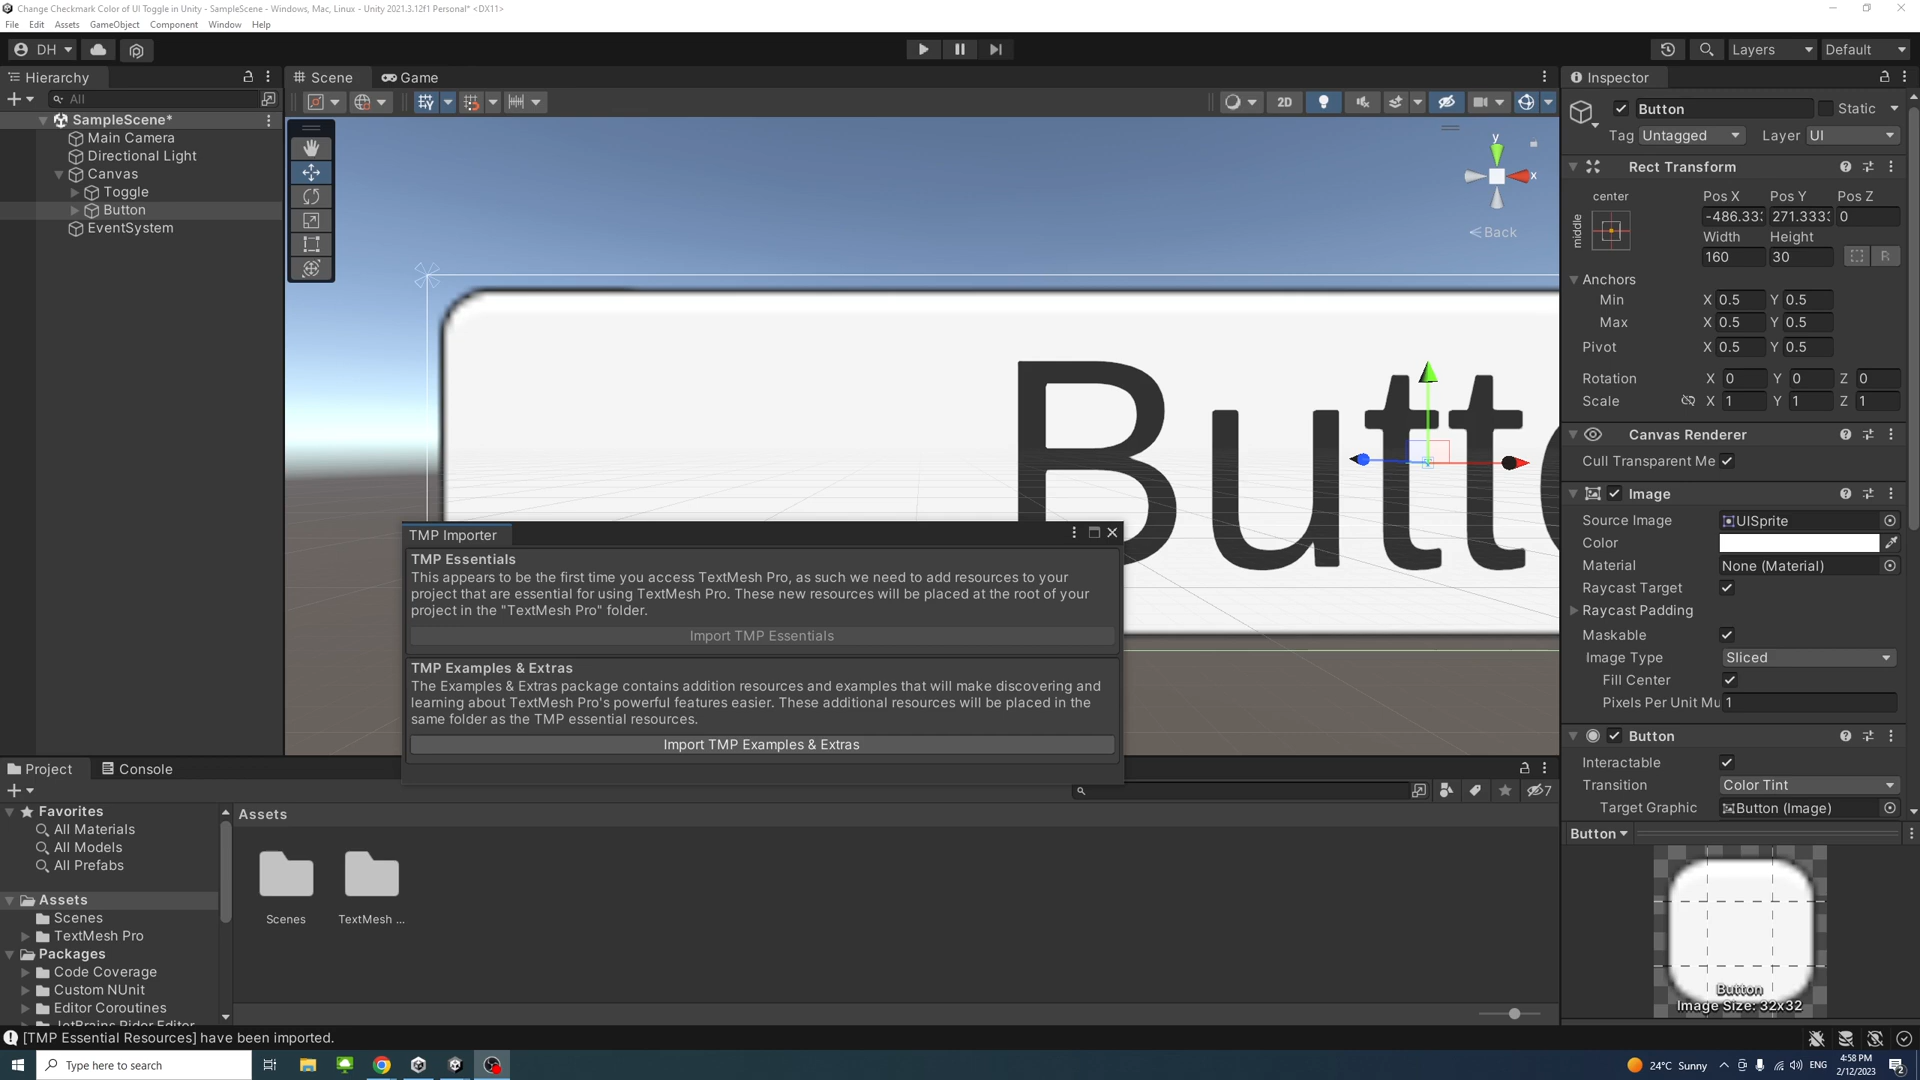 Change Checkmark Color of UI Toggle in Unity - SampleScene - Windows, Mac, Linux - Unity 2021.3.12f1 Personal* <DX11>
File Edit Assets GameObject Component Window Help
DH
Layers Default
Hierarchy
All
SampleScene*
Main Camera
Directional Light
Canvas
Toggle
Button
EventSystem
Scene Game
2D
y
x
Back
Butt
TMP Importer
TMP Essentials
This appears to be the first time you access TextMesh Pro, as such we need to add resources to your
project that are essential for using TextMesh Pro. These new resources will be placed at the root of your
project in the "TextMesh Pro" folder.
Import TMP Essentials
TMP Examples & Extras
The Examples & Extras package contains addition resources and examples that will make discovering and
learning about TextMesh Pro's powerful features easier. These additional resources will be placed in the
same folder as the TMP essential resources.
Import TMP Examples & Extras
Inspector
Button Static
Tag Untagged Layer UI
Rect Transform
center Pos X Pos Y Pos Z
middle
-486.33: 271.333: 0
Width Height
160 30 R
Anchors
Min X 0.5 Y 0.5
Max X 0.5 Y 0.5
Pivot X 0.5 Y 0.5
Rotation X 0 Y 0 Z 0
Scale X 1 Y 1 Z 1
Canvas Renderer
Cull Transparent Me
Image
Source Image UISprite
Color
Material None (Material)
Raycast Target
Raycast Padding
Maskable
Image Type Sliced
Fill Center
Pixels Per Unit Mu 1
Button
Interactable
Transition Color Tint
Target Graphic Button (Image)
Button
Button
Image Size: 32x32
Project Console
7
Favorites
All Materials
All Models
All Prefabs
Assets
Scenes
TextMesh Pro
Packages
Code Coverage
Custom NUnit
Editor Coroutines
JetBrains Rider Editor
Assets
Scenes TextMesh ...
[TMP Essential Resources] have been imported.
Type here to search
24°C Sunny ENG 4:58 PM
2/12/2023
2